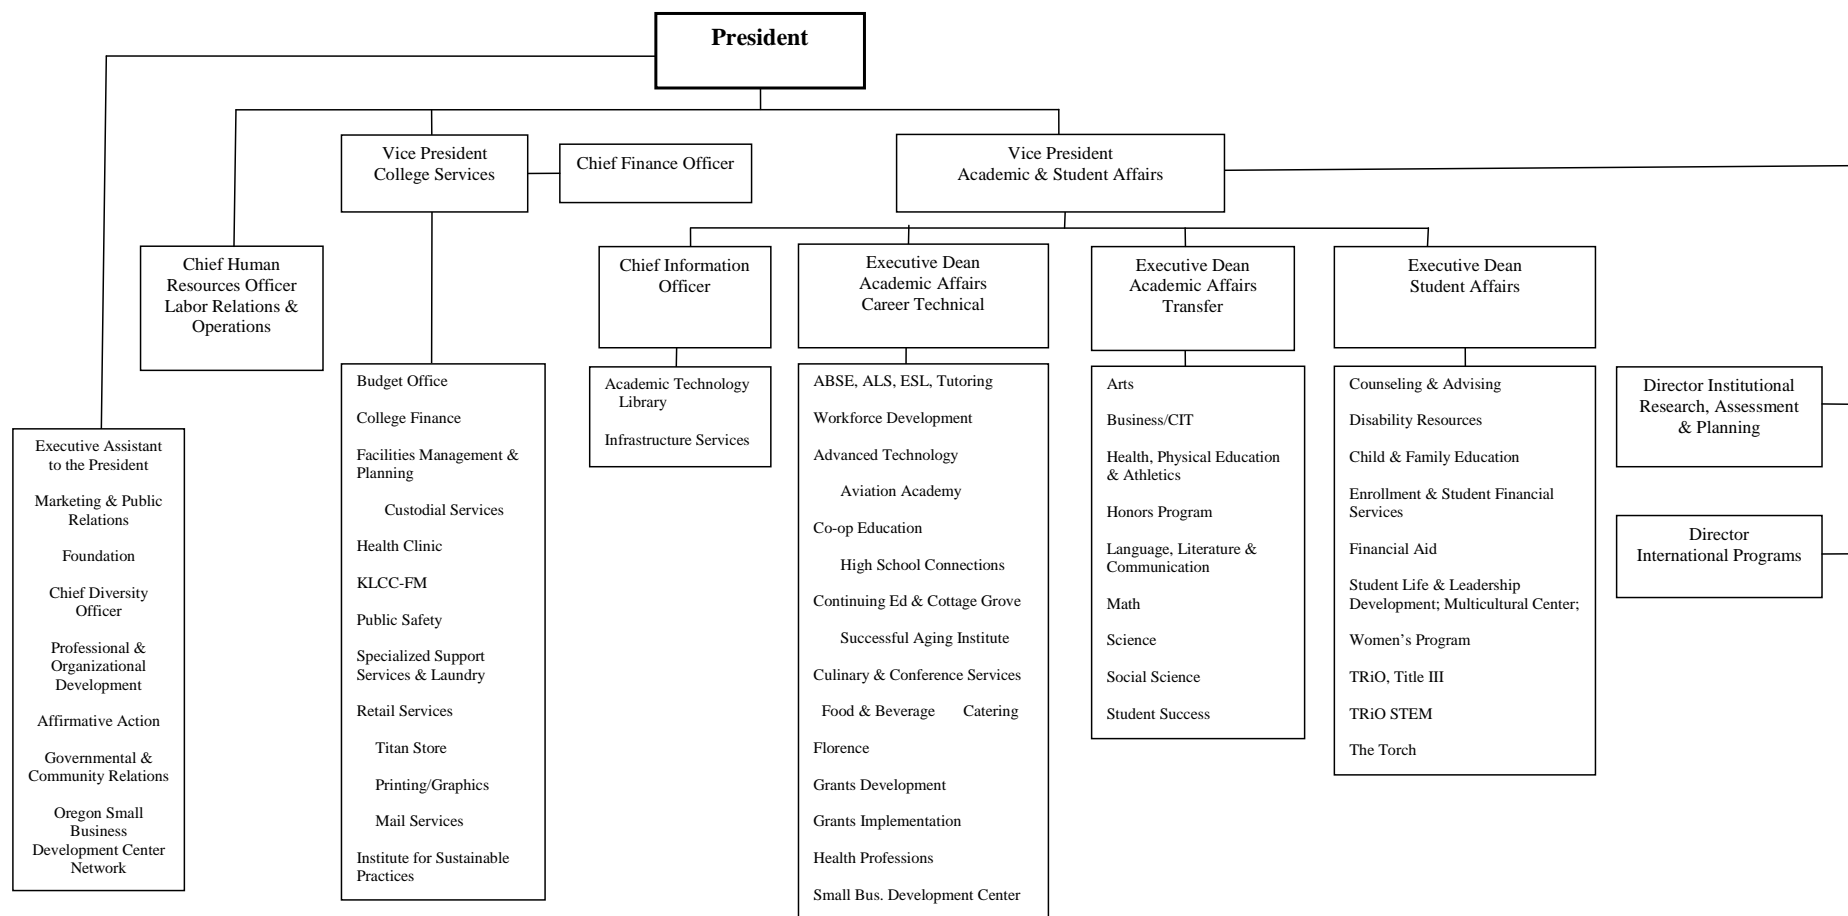 President
Vice President
College Services
Chief Finance Officer
Vice President
Academic & Student Affairs
Chief Human
Resources Officer
Labor Relations &
Operations
Chief Information
Officer
Executive Dean
Academic Affairs
Career Technical
Executive Dean
Academic Affairs
Transfer
Executive Dean
Student Affairs
Executive Assistant
to the President
Marketing & Public
Relations
Foundation
Chief Diversity
Officer
Professional &
Organizational
Development
Affirmative Action
Governmental &
Community Relations
Oregon Small
Business
Development Center
Network
Budget Office
College Finance
Facilities Management &
Planning
Custodial Services
Health Clinic
KLCC-FM
Public Safety
Specialized Support
Services & Laundry
Retail Services
Titan Store
Printing/Graphics
Mail Services
Institute for Sustainable
Practices
Academic Technology
Library
Infrastructure Services
ABSE, ALS, ESL, Tutoring
Workforce Development
Advanced Technology
Aviation Academy
Co-op Education
High School Connections
Continuing Ed & Cottage Grove
Successful Aging Institute
Culinary & Conference Services
Food & Beverage Catering
Florence
Grants Development
Grants Implementation
Health Professions
Small Bus. Development Center
Arts
Business/CIT
Health, Physical Education
& Athletics
Honors Program
Language, Literature &
Communication
Math
Science
Social Science
Student Success
Counseling & Advising
Disability Resources
Child & Family Education
Enrollment & Student Financial
Services
Financial Aid
Student Life & Leadership
Development; Multicultural Center;
Women’s Program
TRiO, Title III
TRiO STEM
The Torch
Director Institutional
Research, Assessment
& Planning
Director
International Programs